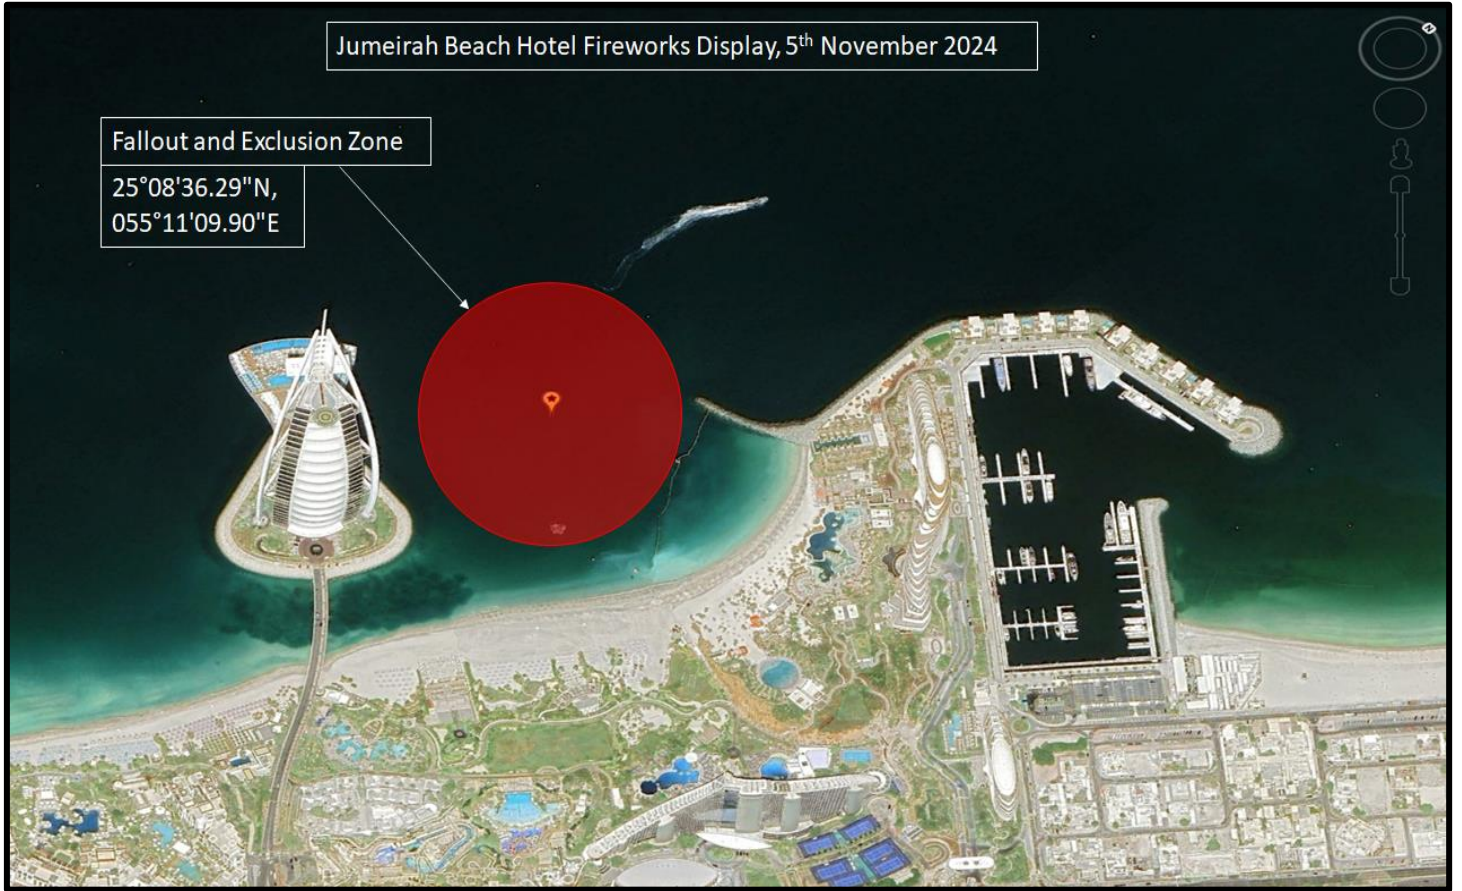 Jumeirah Beach Hotel Fireworks Display, 5th November 2024
Fallout and Exclusion Zone
25°08'36.29"N,
055°11'09.90"E